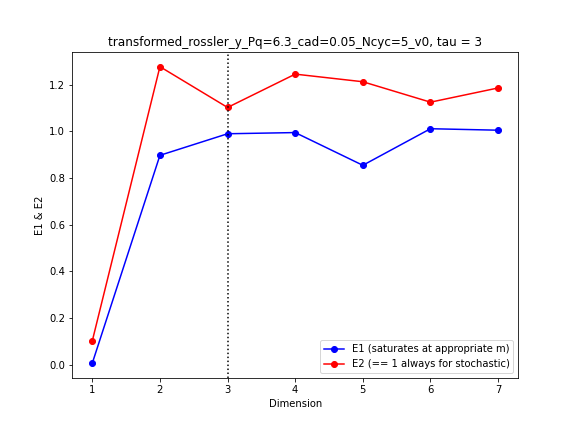 transformed_rossler_y_Pq=6.3_cad=0.05_Ncyc=5_v0, tau = 3
E1 & E2
1.2
1.0
0.8
0.6
0.4
0.2
0.0
E1 (saturates at appropriate m)
E2 (== 1 always for stochastic)
1 2 3 4 5 6 7
Dimension